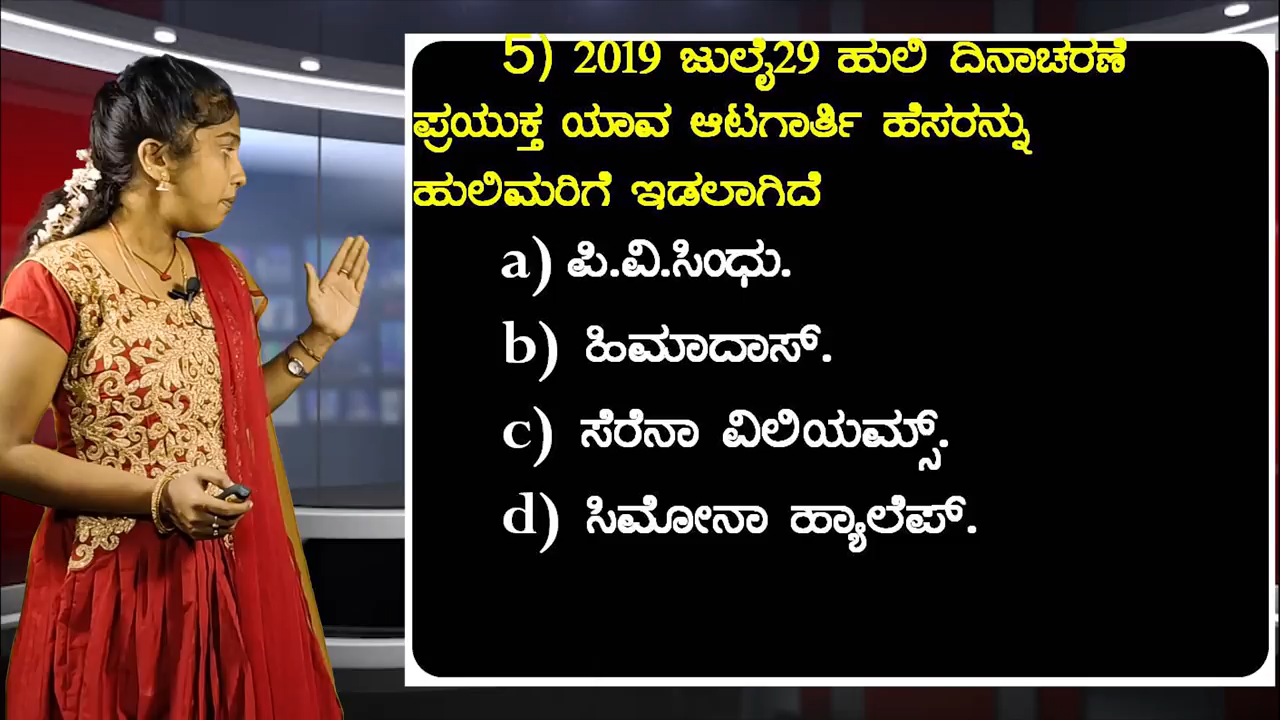 5) 2019 ಜುಲೈ29 ಹುಲಿ ದಿನಾಚರಣೆ
ಪ್ರಯುಕ್ತ ಯಾವ ಆಟಗಾರ್ತಿ ಹೆಸರನ್ನು
ಹುಲಿಮರಿಗೆ ಇಡಲಾಗಿದೆ
a) ಪಿ.ವಿ.ಸಿಂಧು.
b) ಹಿಮಾದಾಸ್.
c) ಸೆರೆನಾ ವಿಲಿಯಮ್ಸ್.
d) ಸಿಮೋನಾ ಹ್ಯಾಲೆಪ್.